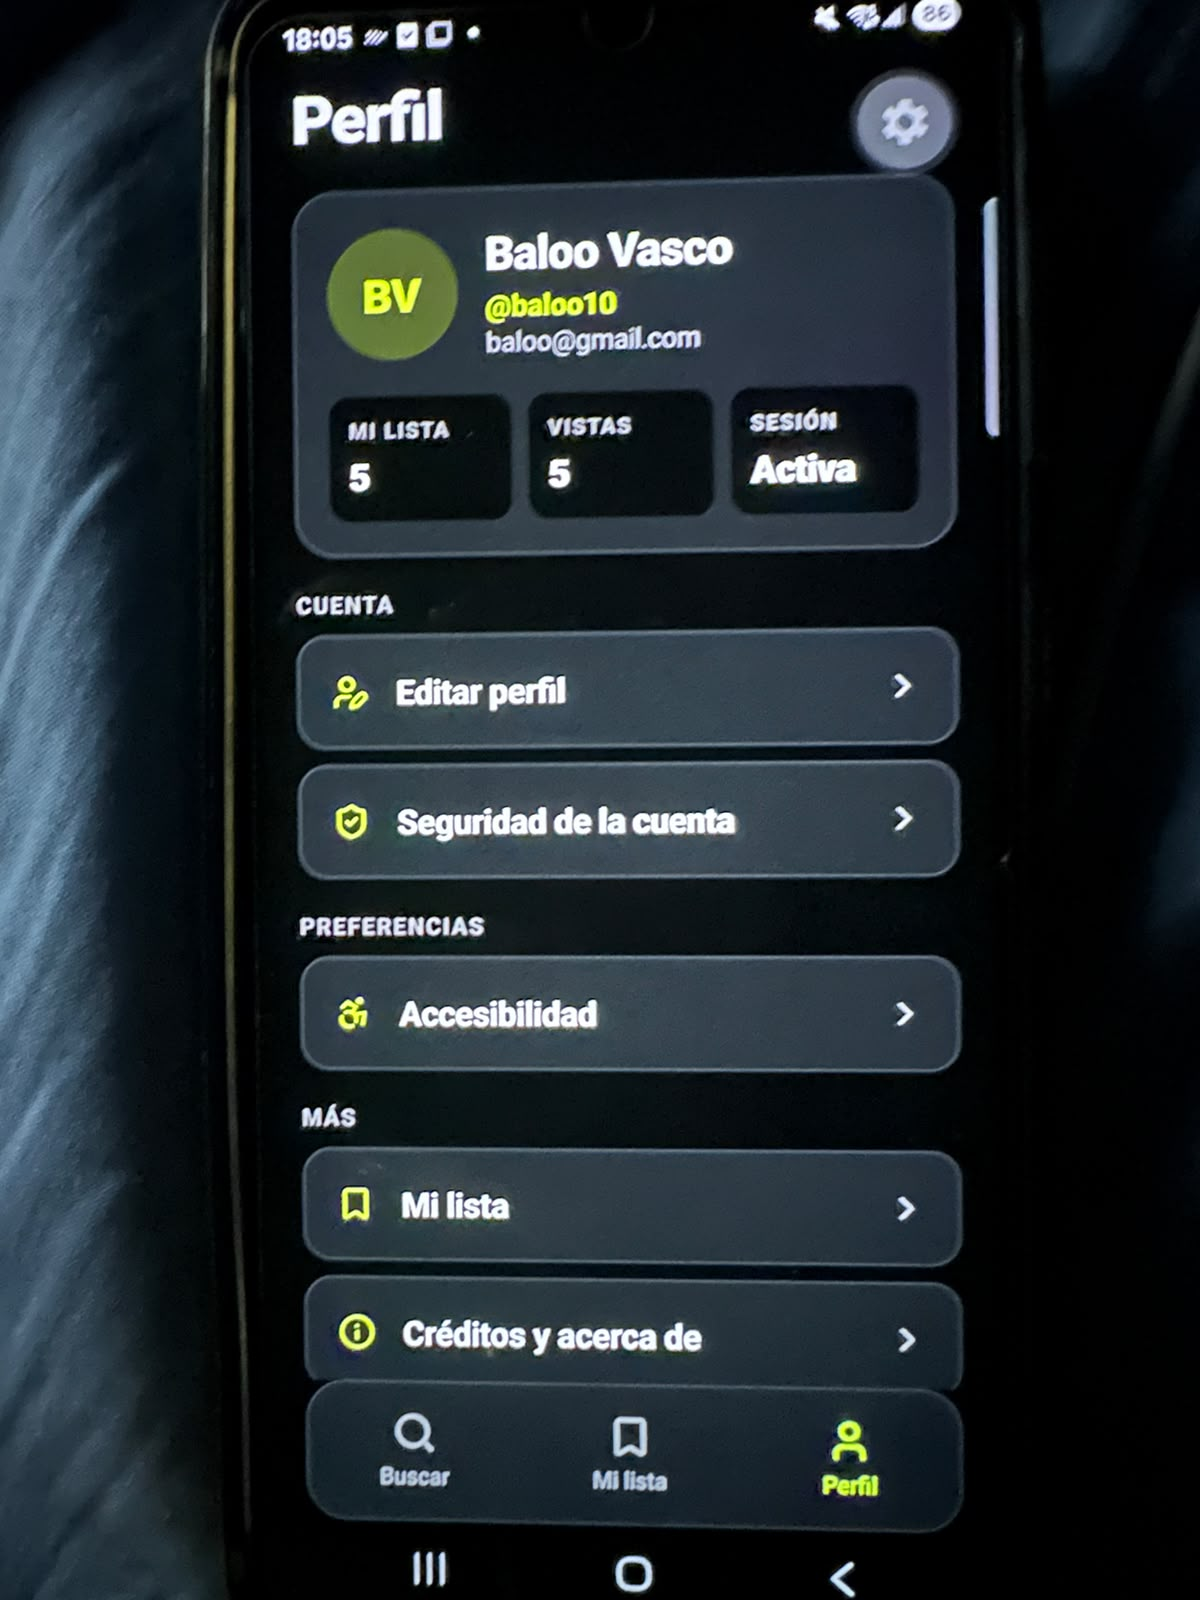 18:05
86
Perfil
BV
Baloo Vasco
@baloo10
baloo@gmail.com
MI LISTA
5
VISTAS
5
SESIÓN
Activa
CUENTA
Editar perfil
Seguridad de la cuenta
PREFERENCIAS
Accesibilidad
MÁS
Mi lista
Créditos y acerca de
Buscar
Mi lista
Perfil